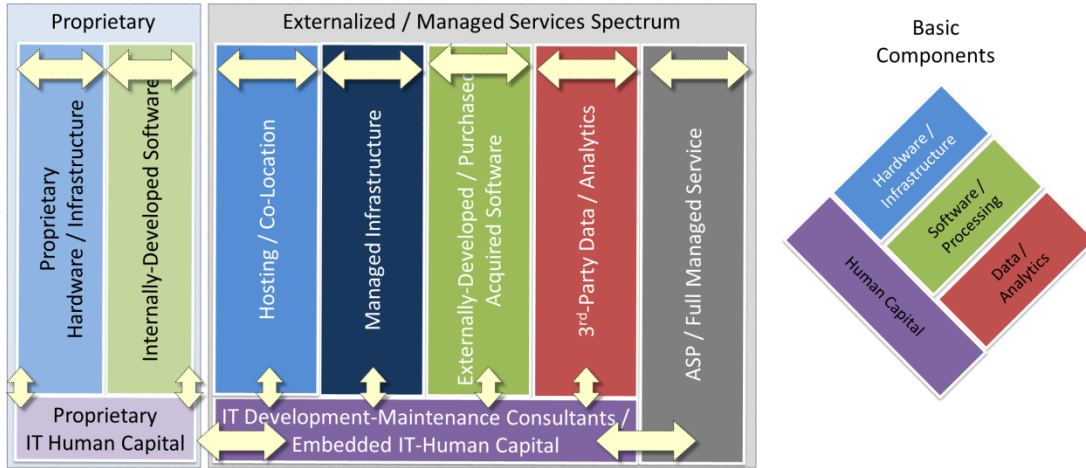 Proprietary
Externalized / Managed Services Spectrum
Proprietary
Hardware / Infrastructure
Internally-Developed Software
Hosting / Co-Location
Managed Infrastructure
Externally-Developed / Purchased
Acquired Software
3rd-Party Data / Analytics
ASP / Full Managed Service
Proprietary
IT Human Capital
IT Development-Maintenance Consultants /
Embedded IT-Human Capital
Basic
Components
Hardware /
Infrastructure
Software /
Processing
Data /
Analytics
Human Capital